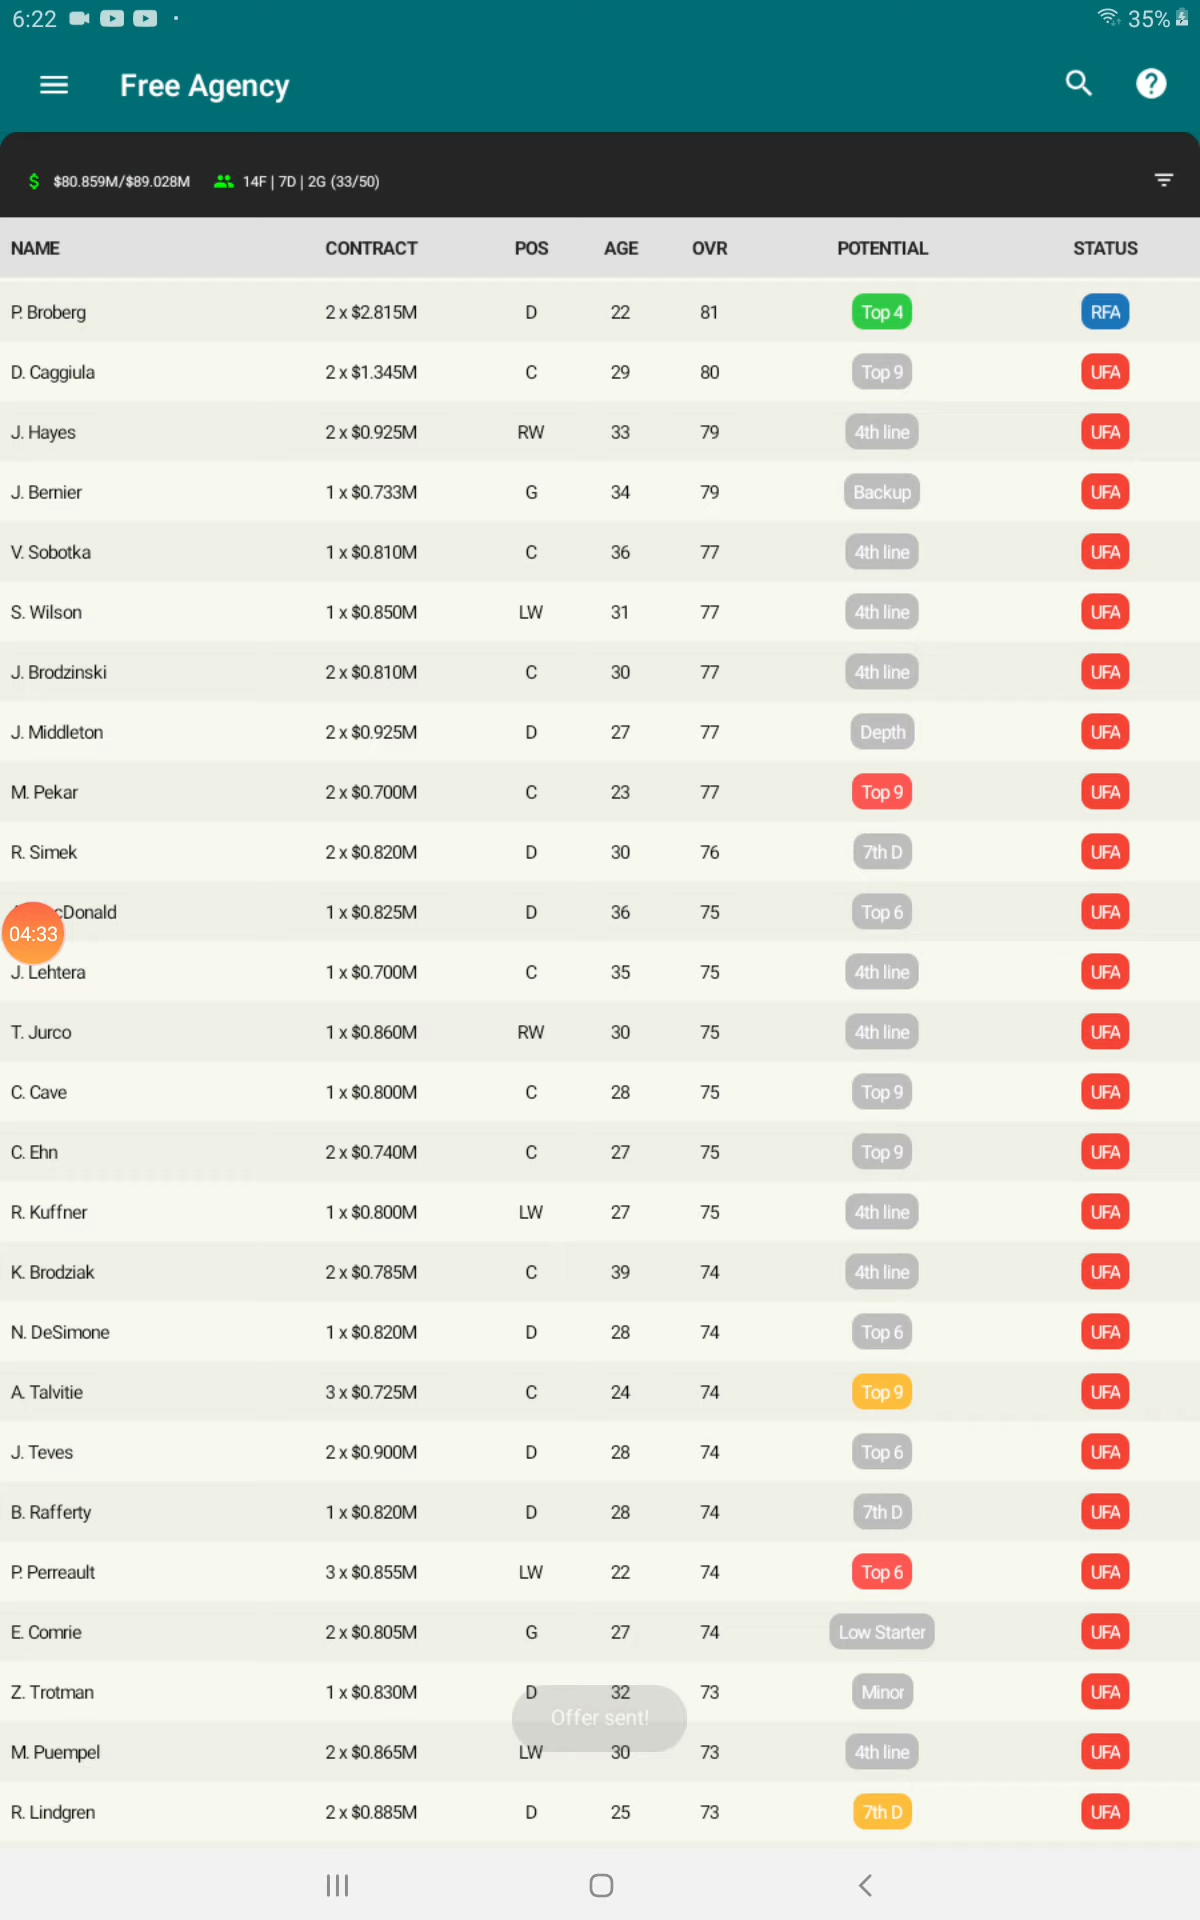 6:22 35%
Free Agency
$ $80.859M/$89.028M 14F | 7D | 2G (33/50)
NAME CONTRACT POS AGE OVR POTENTIAL STATUS
P. Broberg 2 x $2.815M D 22 81 Top 4 RFA
D. Caggiula 2 x $1.345M C 29 80 Top 9 UFA
J. Hayes 2 x $0.925M RW 33 79 4th line UFA
J. Bernier 1 x $0.733M G 34 79 Backup UFA
V. Sobotka 1 x $0.810M C 36 77 4th line UFA
S. Wilson 1 x $0.850M LW 31 77 4th line UFA
J. Brodzinski 2 x $0.810M C 30 77 4th line UFA
J. Middleton 2 x $0.925M D 27 77 Depth UFA
M. Pekar 2 x $0.700M C 23 77 Top 9 UFA
R. Simek 2 x $0.820M D 30 76 7th D UFA
cDonald 1 x $0.825M D 36 75 Top 6 UFA
04:33
J. Lehtera 1 x $0.700M C 35 75 4th line UFA
T. Jurco 1 x $0.860M RW 30 75 4th line UFA
C. Cave 1 x $0.800M C 28 75 Top 9 UFA
C. Ehn 2 x $0.740M C 27 75 Top 9 UFA
R. Kuffner 1 x $0.800M LW 27 75 4th line UFA
K. Brodziak 2 x $0.785M C 39 74 4th line UFA
N. DeSimone 1 x $0.820M D 28 74 Top 6 UFA
A. Talvitie 3 x $0.725M C 24 74 Top 9 UFA
J. Teves 2 x $0.900M D 28 74 Top 6 UFA
B. Rafferty 1 x $0.820M D 28 74 7th D UFA
P. Perreault 3 x $0.855M LW 22 74 Top 6 UFA
E. Comrie 2 x $0.805M G 27 74 Low Starter UFA
Z. Trotman 1 x $0.830M D 32 73 Minor UFA
Offer sent!
M. Puempel 2 x $0.865M LW 30 73 4th line UFA
R. Lindgren 2 x $0.885M D 25 73 7th D UFA